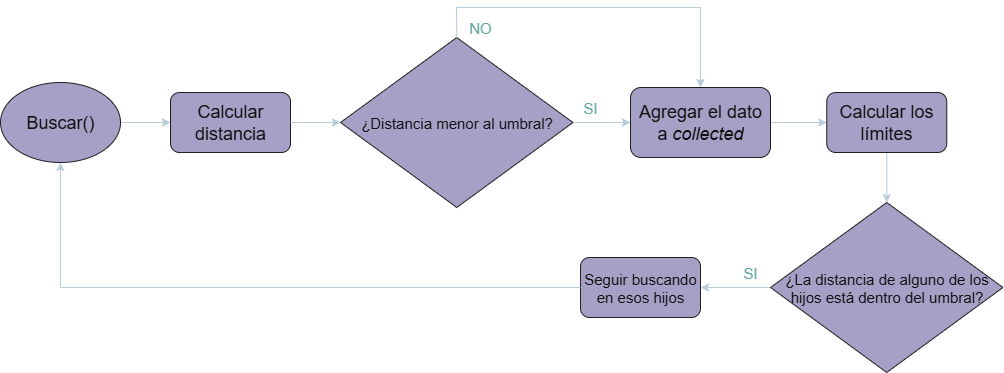 NO
Buscar()
Calcular
distancia
¿Distancia menor al umbral?
SI
Agregar el dato
a collected
Calcular los
límites
¿La distancia de alguno de los
hijos está dentro del umbral?
SI
Seguir buscando
en esos hijos